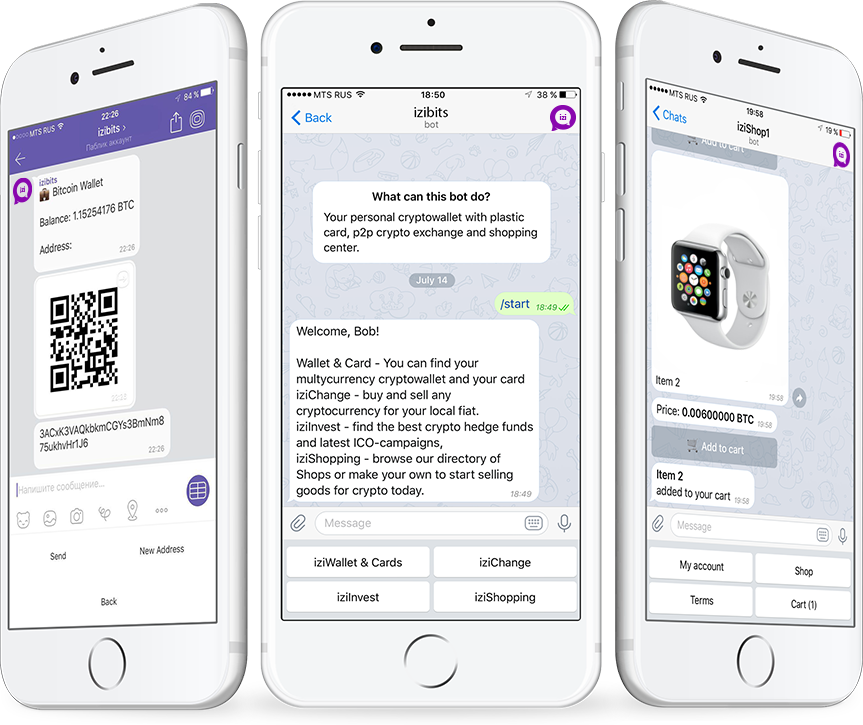 MTS RUS
84 %
22:26
izibits
Паблик аккаунт
izi
izibits
Bitcoin Wallet
Balance: 1.15254176 BTC
Address:
22:26
22:22
3ACxK3VAQkbkmCGYs3BmNm8
75ukhvHr1J6
22:26
Напишите сообщение...
Send
New Address
Back
MTS RUS
18:50
38 %
Back
izibits
bot
izi
What can this bot do?
Your personal cryptowallet with plastic
card, p2p crypto exchange and shopping
center.
July 14
/start 18:49
Welcome, Bob!
Wallet & Card - You can find your
multycurrency cryptowallet and your card
iziChange - buy and sell any
cryptocurrency for your local fiat.
iziInvest - find the best crypto hedge funds
and latest ICO-campaigns,
iziShopping - browse our directory of
Shops or make your own to start selling
goods for crypto today.
18:49
Message
iziWallet & Cards
iziChange
iziInvest
iziShopping
MTS RUS
19:58
19 %
Chats
iziShop1
bot
izi
Add to cart
Item 2
19:58
Price: 0.00600000 BTC 19:58
Add to cart
Item 2
added to your cart 19:58
Message
My account
Shop
Terms
Cart (1)